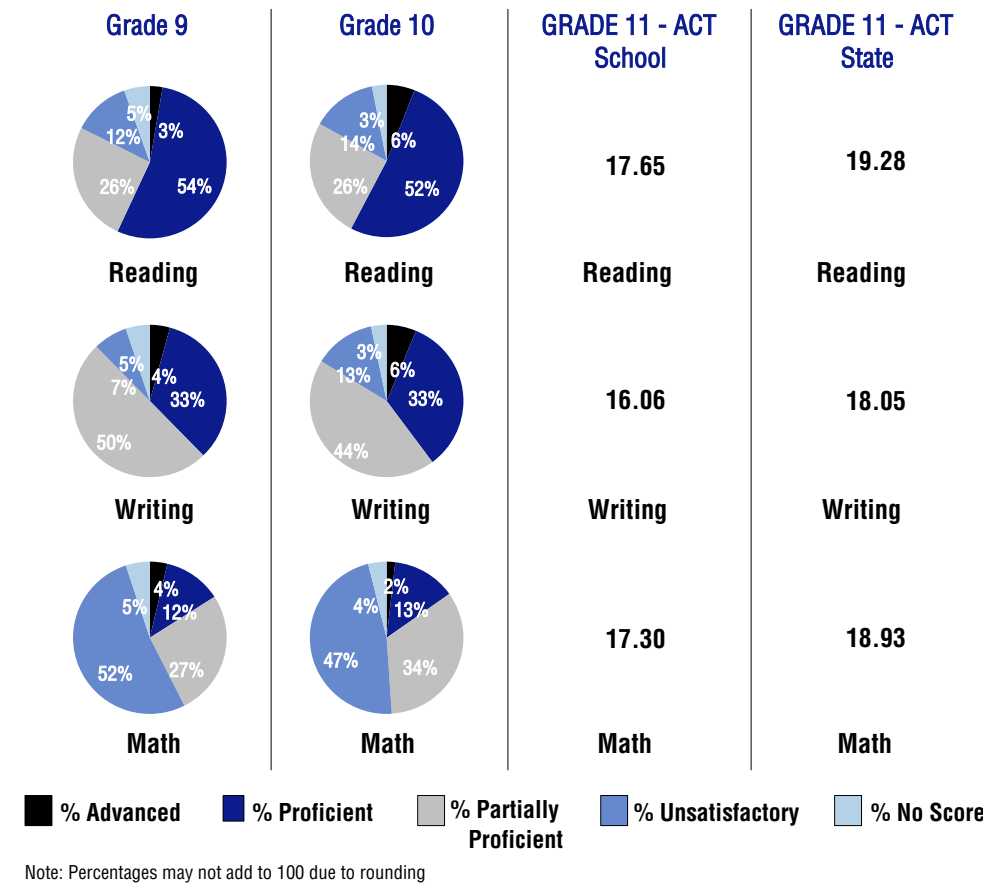 Grade 9
Grade 10
GRADE 11 - ACT
School
GRADE 11 - ACT
State
5%
3%
12%
26%
54%
3%
6%
14%
26%
52%
17.65
19.28
Reading
Reading
Reading
Reading
5%
4%
7%
33%
50%
3%
6%
13%
33%
44%
16.06
18.05
Writing
Writing
Writing
Writing
4%
5%
12%
52%
27%
2%
4%
13%
47%
34%
17.30
18.93
Math
Math
Math
Math
% Advanced
% Proficient
% Partially
Proficient
% Unsatisfactory
% No Score
Note: Percentages may not add to 100 due to rounding